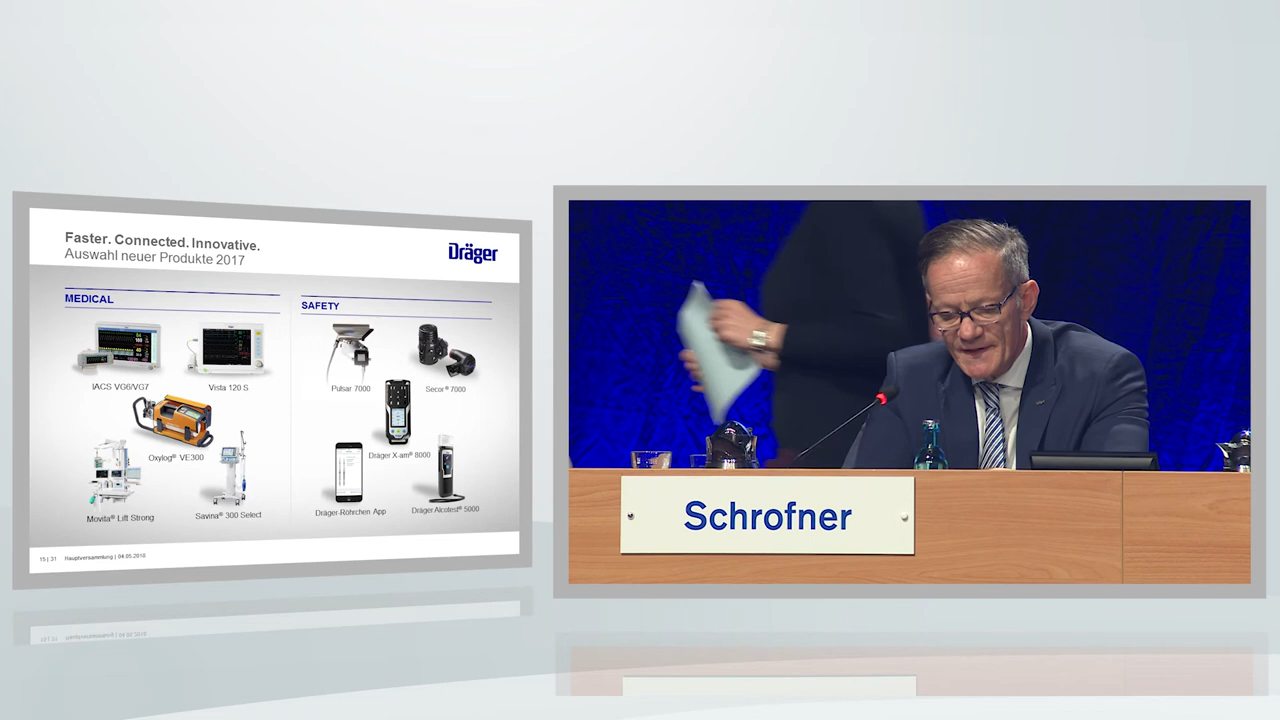 Faster. Connected. Innovative.
Auswahl neuer Produkte 2017
Dräger
MEDICAL
SAFETY
IACS VG6/VG7
Vista 120 S
Pulsar 7000
Secor® 7000
Oxylog® VE300
Dräger X-am® 8000
Movita® Lift Strong
Savina® 300 Select
Dräger-Röhrchen App
Dräger Alcotest® 5000
15 | 31 Hauptversammlung | 04.05.2018
Schrofner